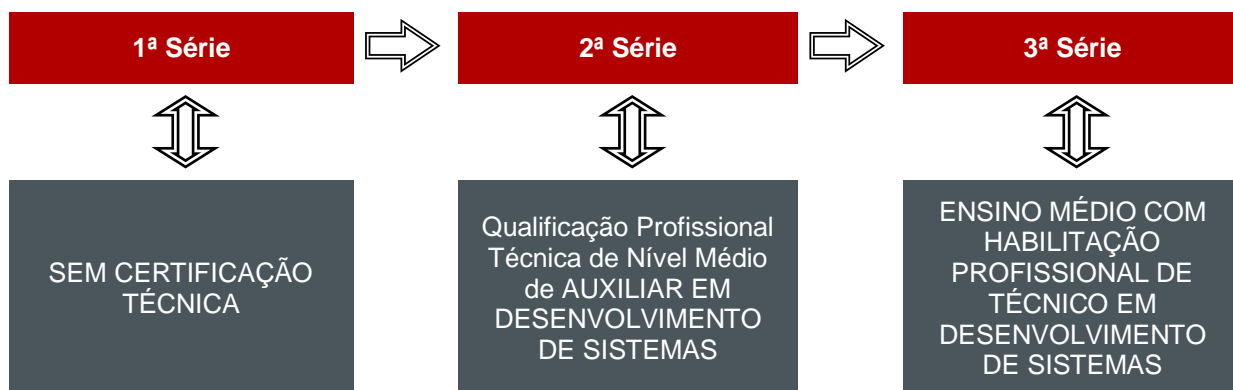 1ª Série
2ª Série
3ª Série
SEM CERTIFICAÇÃO
TÉCNICA
Qualificação Profissional
Técnica de Nível Médio
de AUXILIAR EM
DESENVOLVIMENTO
DE SISTEMAS
ENSINO MÉDIO COM
HABILITAÇÃO
PROFISSIONAL DE
TÉCNICO EM
DESENVOLVIMENTO
DE SISTEMAS